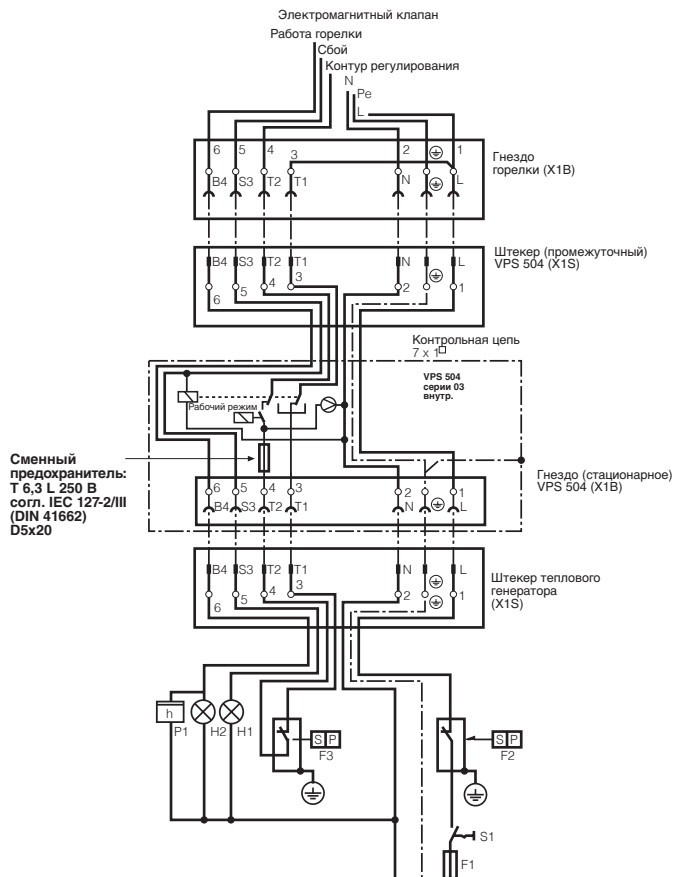 Электромагнитный клапан
Работа горелки
Сбой
Контур регулирования
N
Pe
L
6 5 4 3 2 1
B4 S3 T2 T1 N L
Гнездо
горелки (X1B)
B4 S3 T2 T1 N L
6 5 4 3 2 1
Штекер (промежуточный)
VPS 504 (X1S)
Контрольная цепь
7 x 1
VPS 504
серии 03
внутр.
Рабочий режим
Сменный
предохранитель:
T 6,3 L 250 В
согл. IEC 127-2/III
(DIN 41662)
D5x20
6 5 4 3 2 1
B4 S3 T2 T1 N L
Гнездо (стационарное)
VPS 504 (X1B)
B4 S3 T2 T1 N L
6 5 4 3 2 1
Штекер теплового
генератора
(X1S)
h
P1 H2 H1
S P
F3
S P
F2
S1
F1